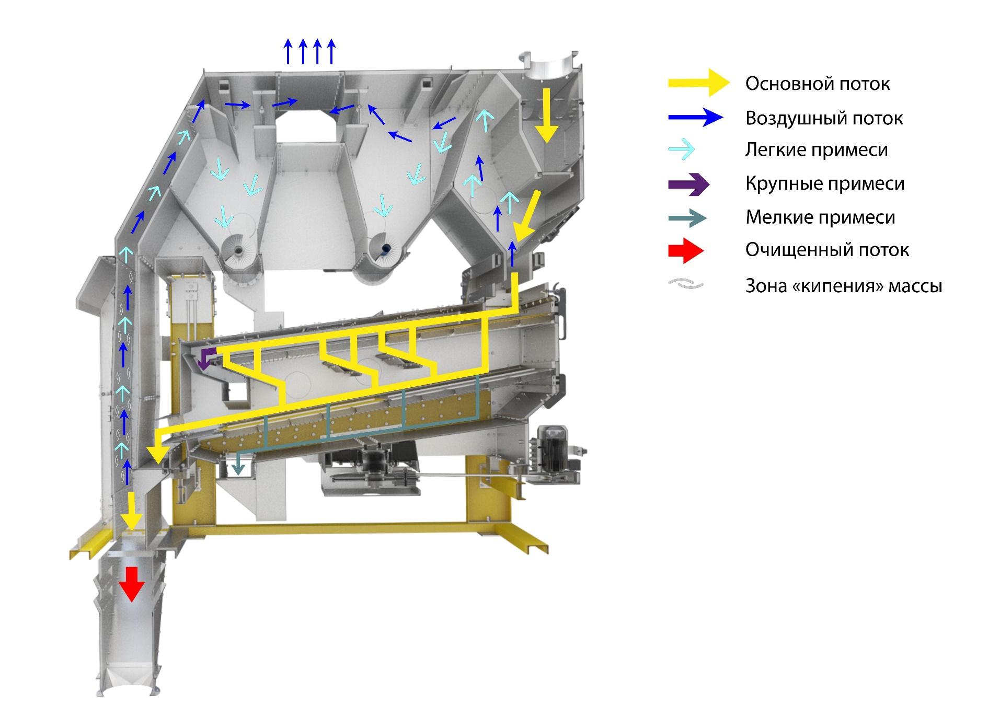 Основной поток
Воздушный поток
Легкие примеси
Крупные примеси
Мелкие примеси
Очищенный поток
Зона «кипения» массы